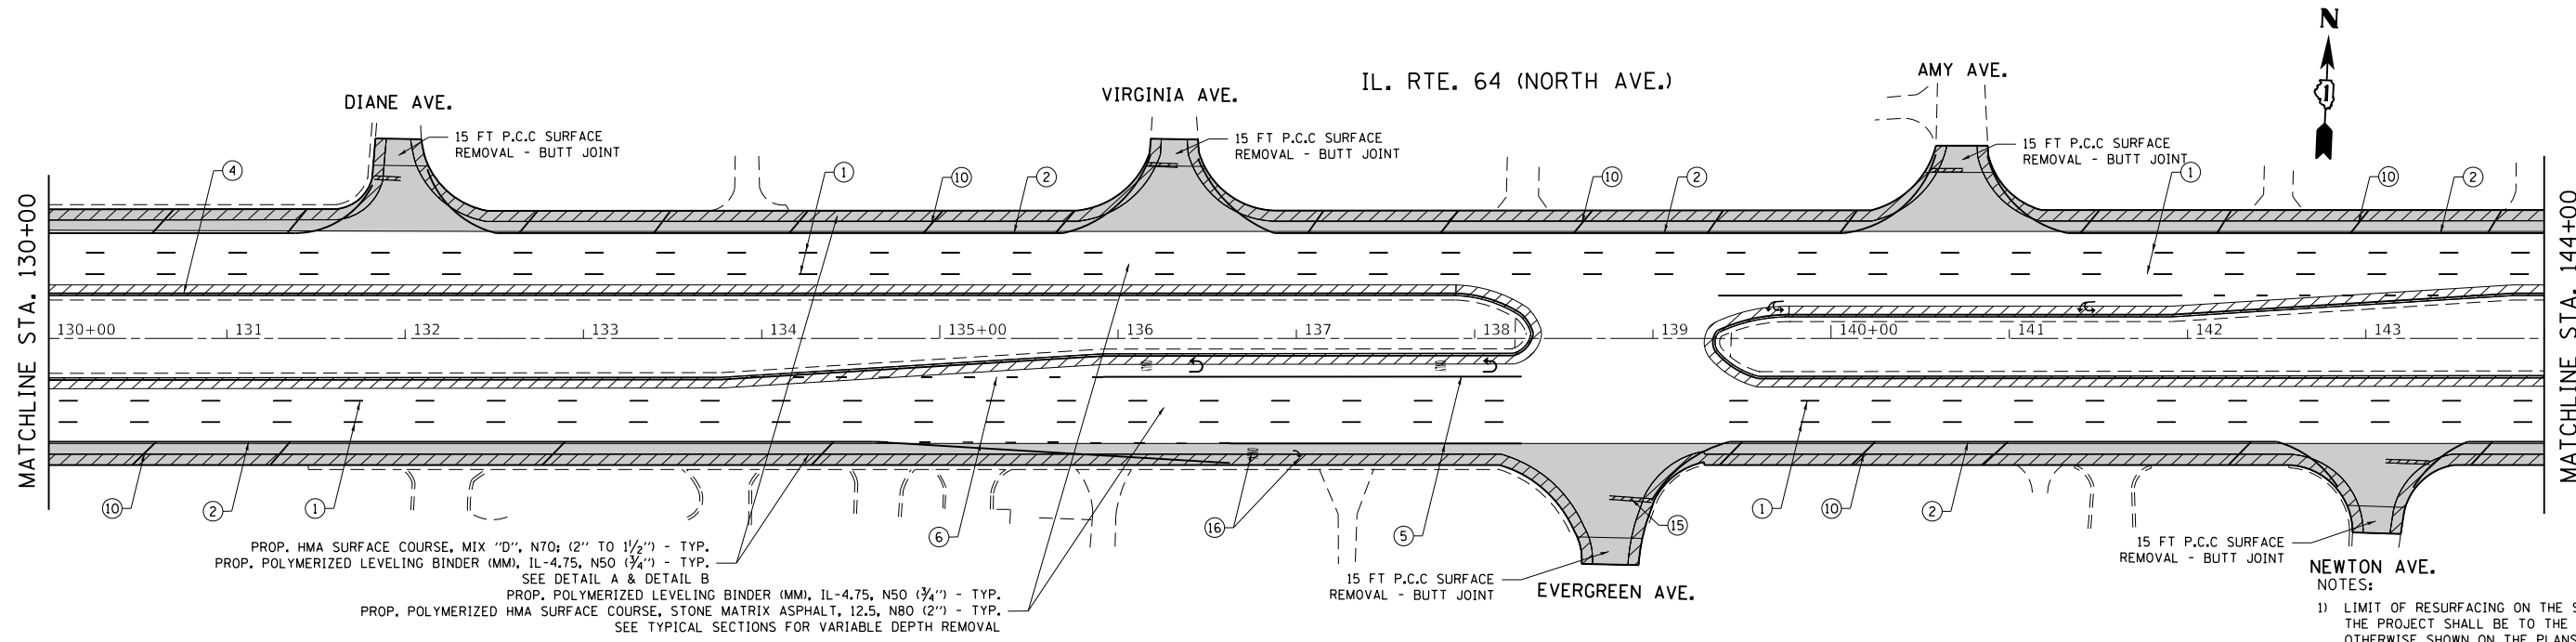 N
1
IL. RTE. 64 (NORTH AVE.)
DIANE AVE.
VIRGINIA AVE.
AMY AVE.
15 FT P.C.C SURFACE
REMOVAL - BUTT JOINT
15 FT P.C.C SURFACE
REMOVAL - BUTT JOINT
15 FT P.C.C SURFACE
REMOVAL - BUTT JOINT
4
1
10
2
10
2
1
10
2
MATCHLINE STA. 130+00
MATCHLINE STA. 144+00
130+00
131
132
133
134
135+00
136
137
138
139
140+00
141
142
143
10
2
1
6
16
5
15
1
10
2
PROP. HMA SURFACE COURSE, MIX "D", N70; (2" TO 1 1/2") - TYP.
PROP. POLYMERIZED LEVELING BINDER (MM), IL-4.75, N50 (3/4") - TYP.
SEE DETAIL A & DETAIL B
PROP. POLYMERIZED LEVELING BINDER (MM), IL-4.75, N50 (3/4") - TYP.
PROP. POLYMERIZED HMA SURFACE COURSE, STONE MATRIX ASPHALT, 12.5, N80 (2") - TYP.
SEE TYPICAL SECTIONS FOR VARIABLE DEPTH REMOVAL
15 FT P.C.C SURFACE
REMOVAL - BUTT JOINT
EVERGREEN AVE.
15 FT P.C.C SURFACE
REMOVAL - BUTT JOINT
NEWTON AVE.
NOTES:
1) LIMIT OF RESURFACING ON THE S
THE PROJECT SHALL BE TO THE
OTHERWISE SHOWN ON THE PLANS